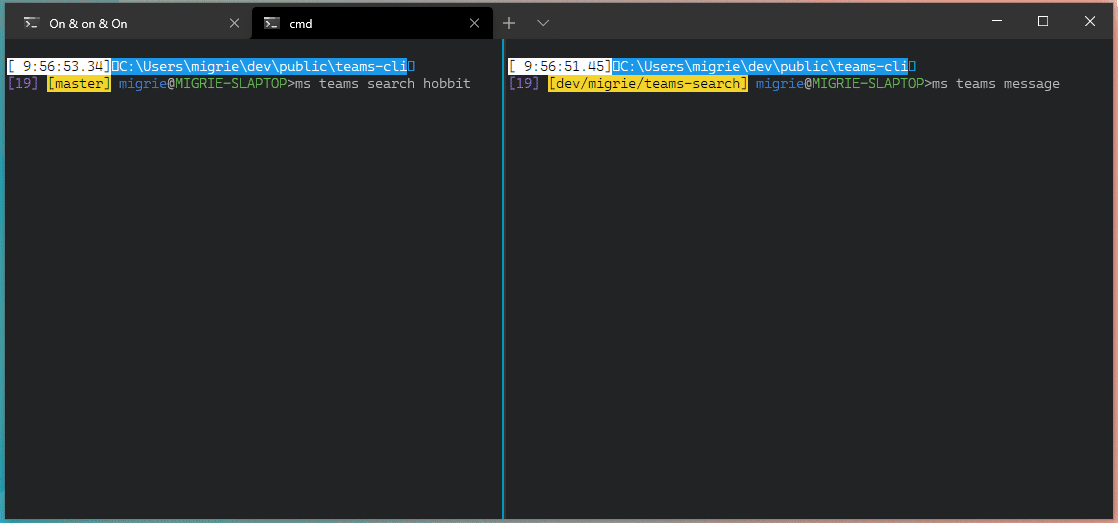 On & on & On
cmd
[ 9:56:53.34] C:\Users\migrie\dev\public\teams-cli
[19] [master] migrie@MIGRIE-SLAPTOP>ms teams search hobbit
[ 9:56:51.45] C:\Users\migrie\dev\public\teams-cli
[19] [dev/migrie/teams-search] migrie@MIGRIE-SLAPTOP>ms teams message